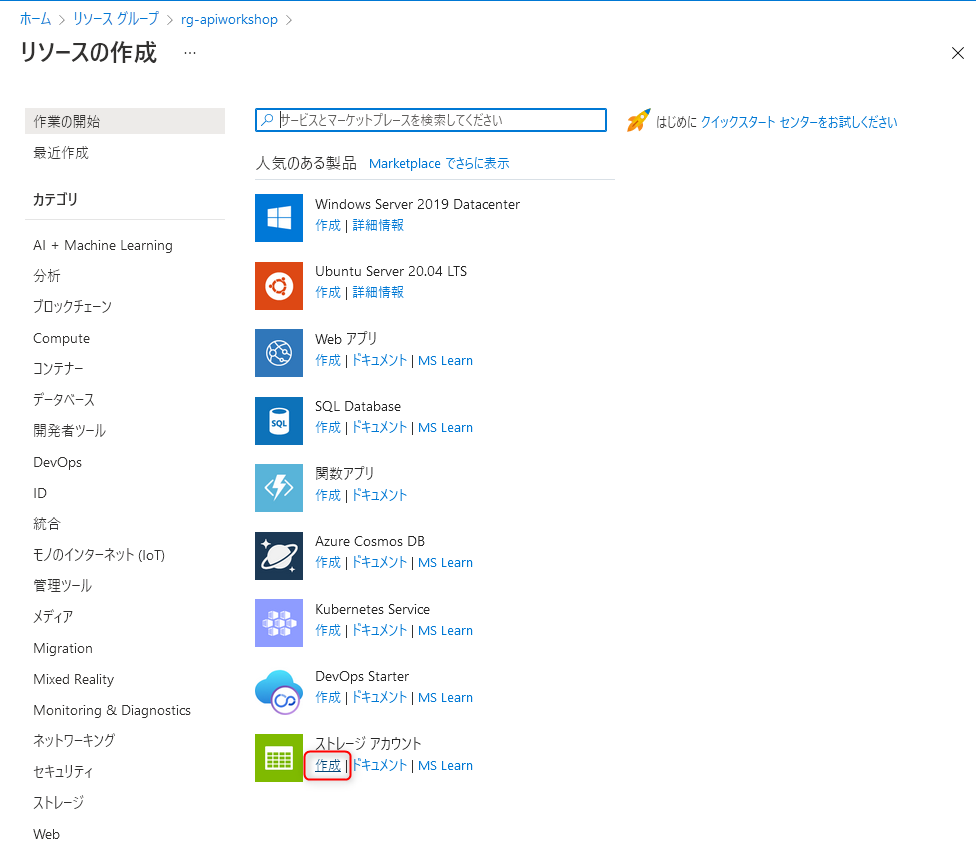 ホーム > リソース グループ > rg-apiworkshop >
リソースの作成 …
作業の開始
最近作成
カテゴリ
AI + Machine Learning
分析
ブロックチェーン
Compute
コンテナー
データベース
開発者ツール
DevOps
ID
統合
モノのインターネット (IoT)
管理ツール
メディア
Migration
Mixed Reality
Monitoring & Diagnostics
ネットワーキング
セキュリティ
ストレージ
Web
サービスとマーケットプレースを検索してください
はじめに クイックスタート センターをお試しください
人気のある製品 Marketplace でさらに表示
Windows Server 2019 Datacenter
作成 | 詳細情報
Ubuntu Server 20.04 LTS
作成 | 詳細情報
Web アプリ
作成 | ドキュメント | MS Learn
SQL Database
SQL
作成 | ドキュメント | MS Learn
関数アプリ
作成 | ドキュメント
Azure Cosmos DB
作成 | ドキュメント | MS Learn
Kubernetes Service
作成 | ドキュメント | MS Learn
DevOps Starter
作成 | ドキュメント | MS Learn
ストレージ アカウント
作成 | ドキュメント | MS Learn